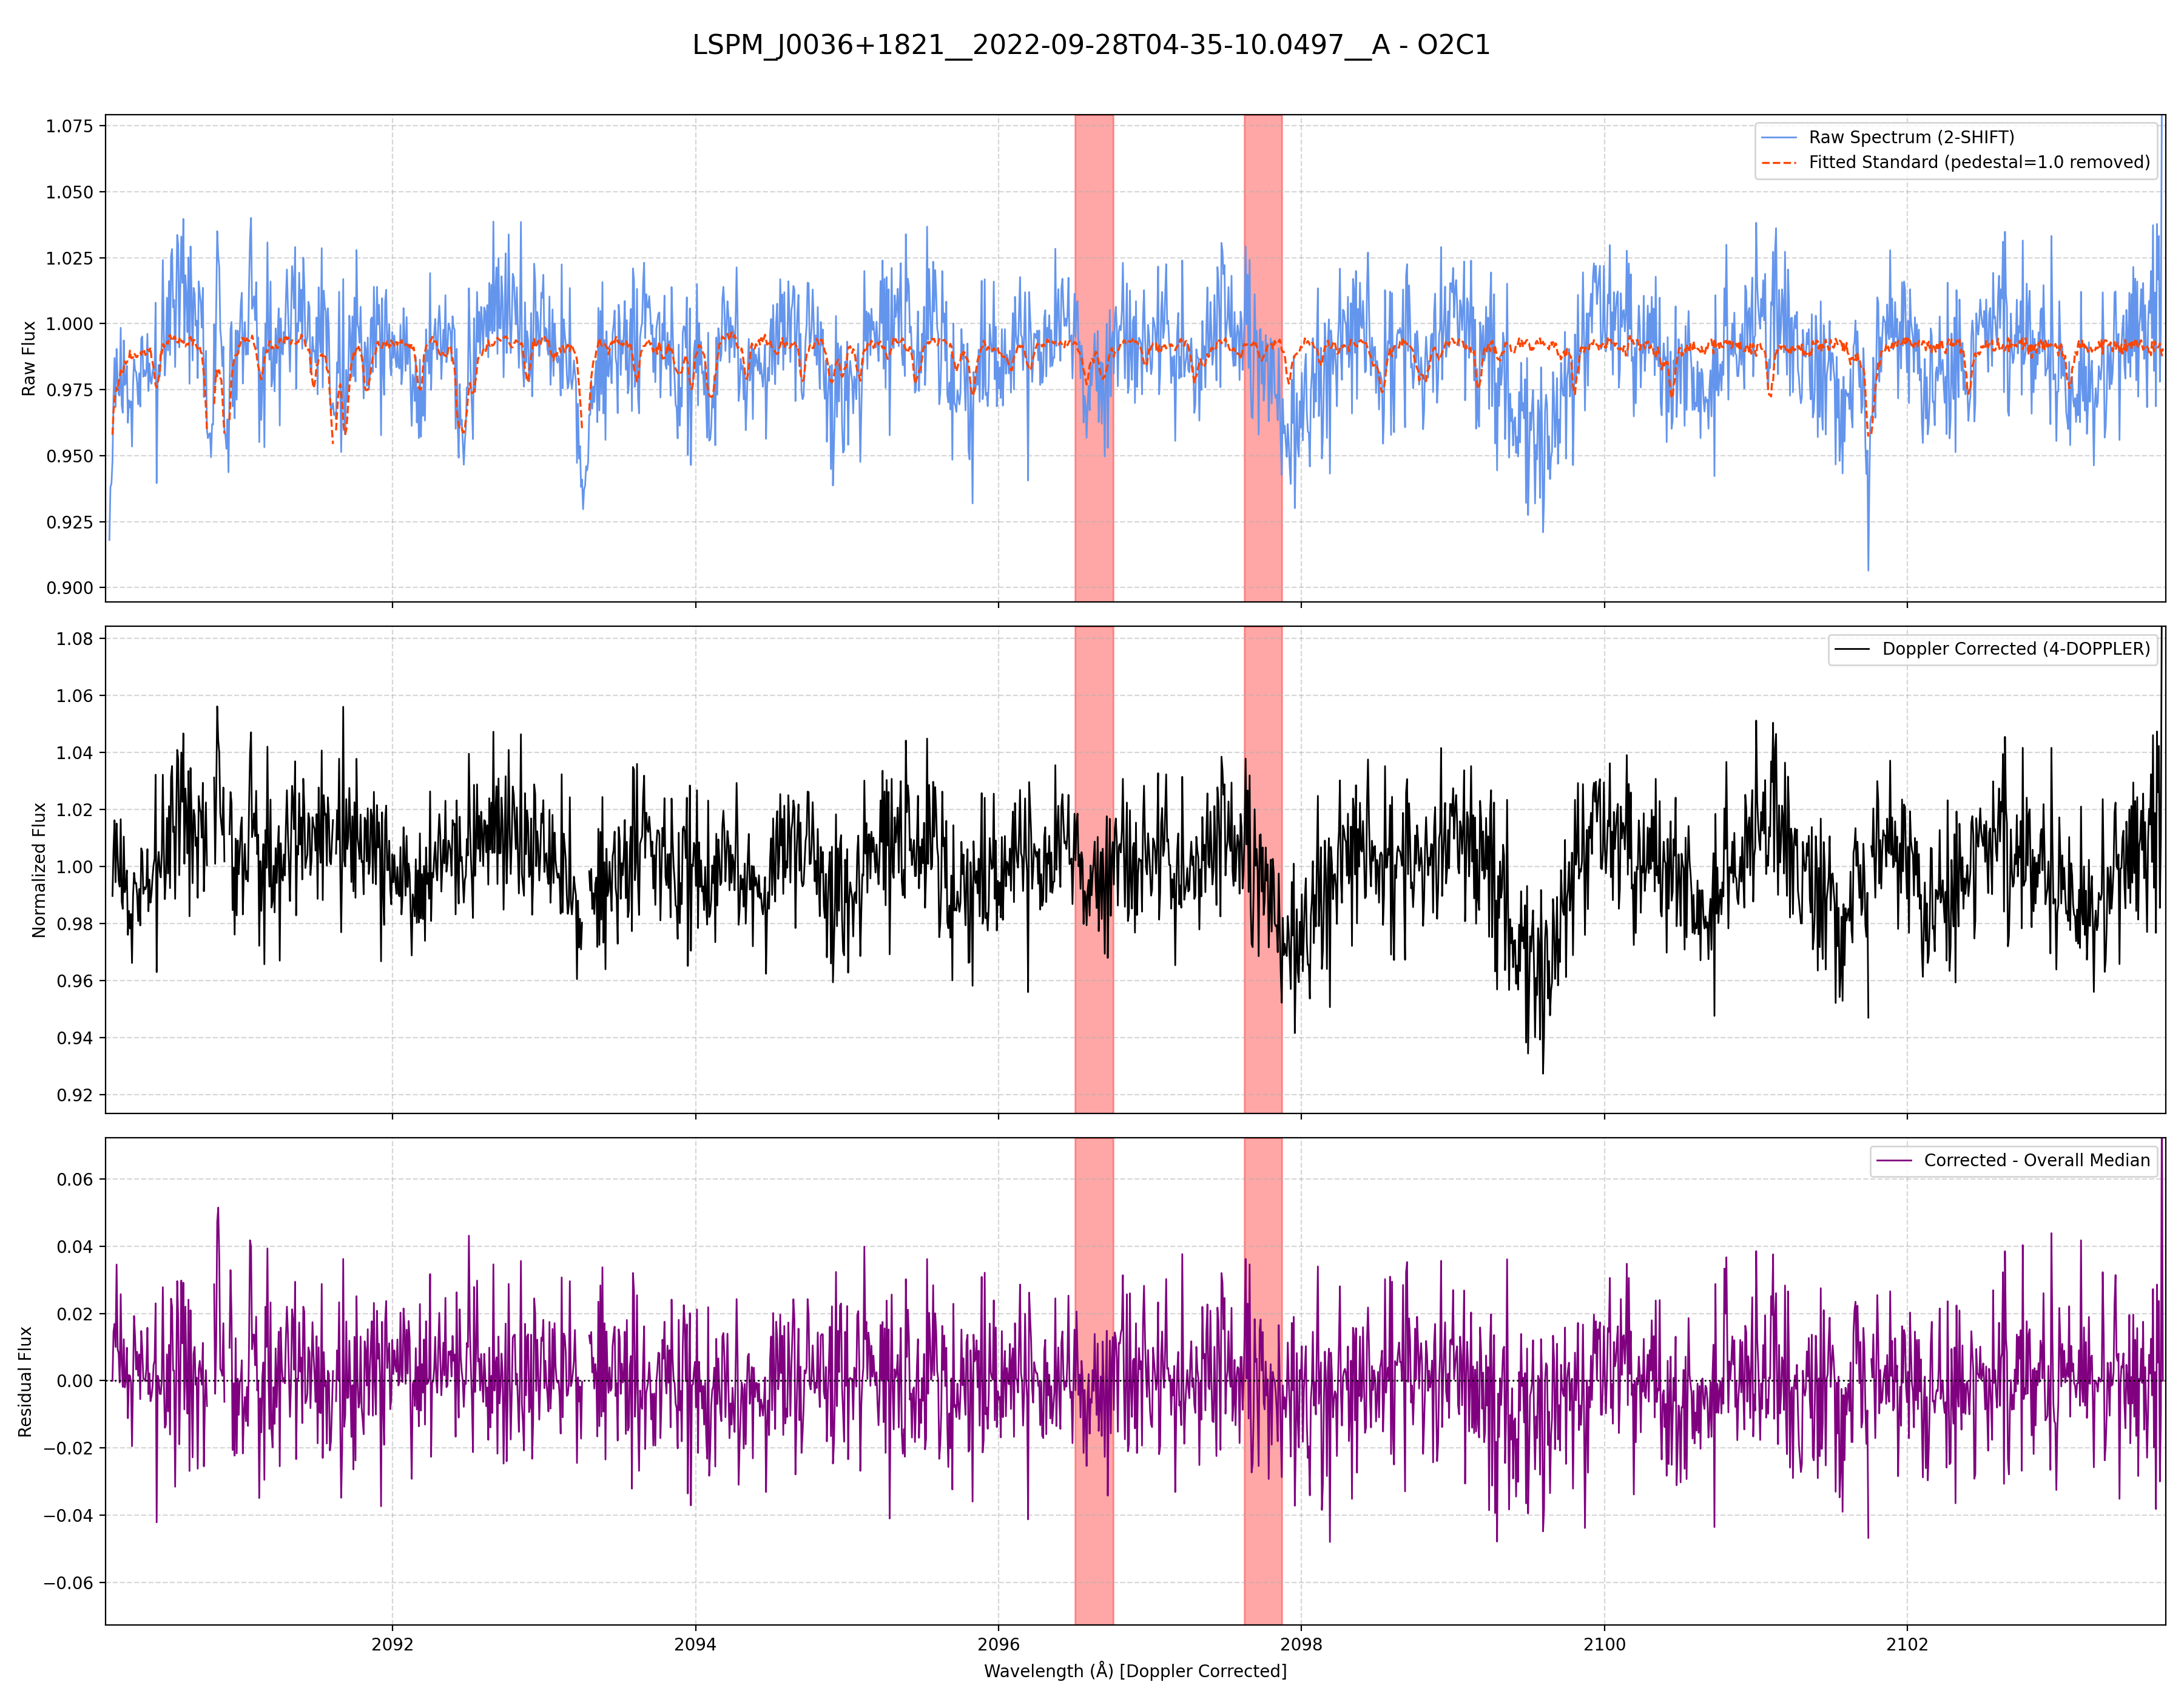 LSPM_J0036+1821__2022-09-28T04-35-10.0497__A - O2C1
1.075
1.050
1.025
1.000
0.975
0.950
0.925
0.900
Raw Flux
Raw Spectrum (2-SHIFT)
Fitted Standard (pedestal=1.0 removed)
1.08
1.06
1.04
1.02
1.00
0.98
0.96
0.94
0.92
Normalized Flux
Doppler Corrected (4-DOPPLER)
0.06
0.04
0.02
0.00
−0.02
−0.04
−0.06
Residual Flux
Corrected - Overall Median
2092 2094 2096 2098 2100 2102
Wavelength (Å) [Doppler Corrected]